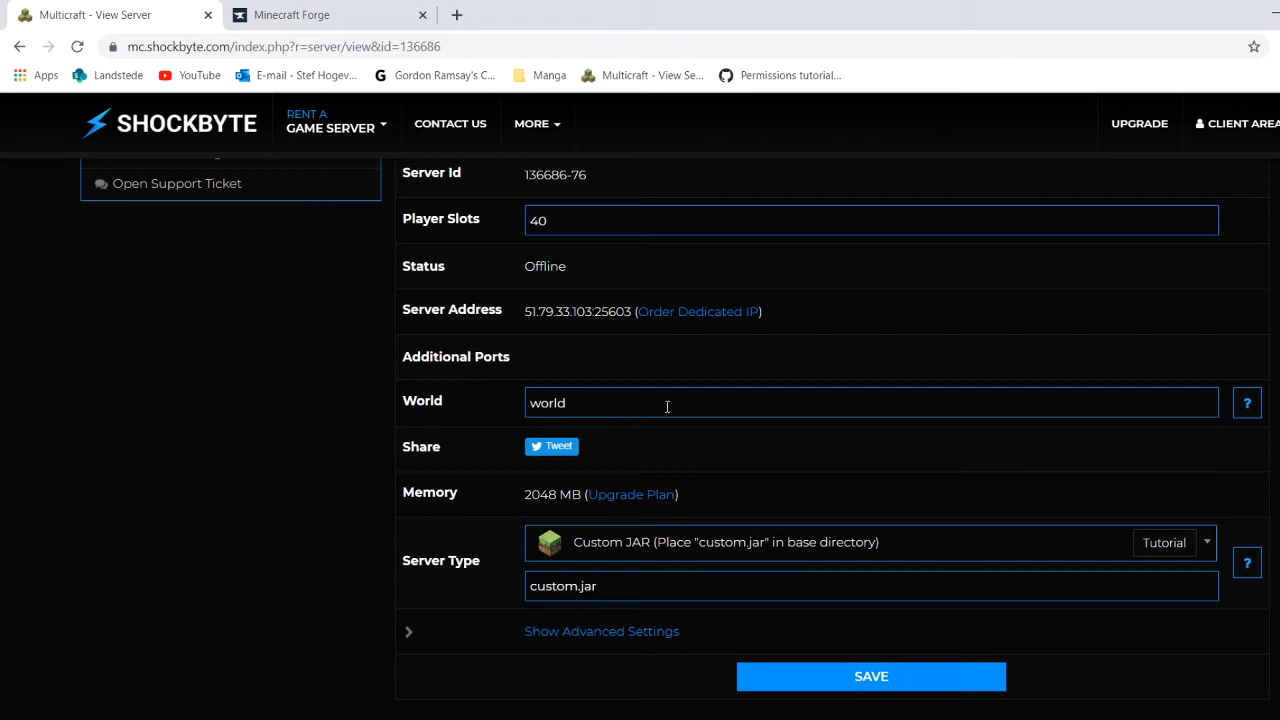 Multicraft - View Server
Minecraft Forge
mc.shockbyte.com/index.php?r=server/view&id=136686
Apps
Landstede
YouTube
E-mail - Stef Hogev...
Gordon Ramsay's C...
Manga
Multicraft - View Se...
Permissions tutorial...
SHOCKBYTE
RENT A
GAME SERVER
CONTACT US
MORE
UPGRADE
CLIENT AREA
Open Support Ticket
Server Id
136686-76
Player Slots
40
Status
Offline
Server Address
51.79.33.103:25603 (Order Dedicated IP)
Additional Ports
World
world
?
Share
Tweet
Memory
2048 MB (Upgrade Plan)
Server Type
Custom JAR (Place "custom.jar" in base directory)
Tutorial
?
custom.jar
Show Advanced Settings
SAVE